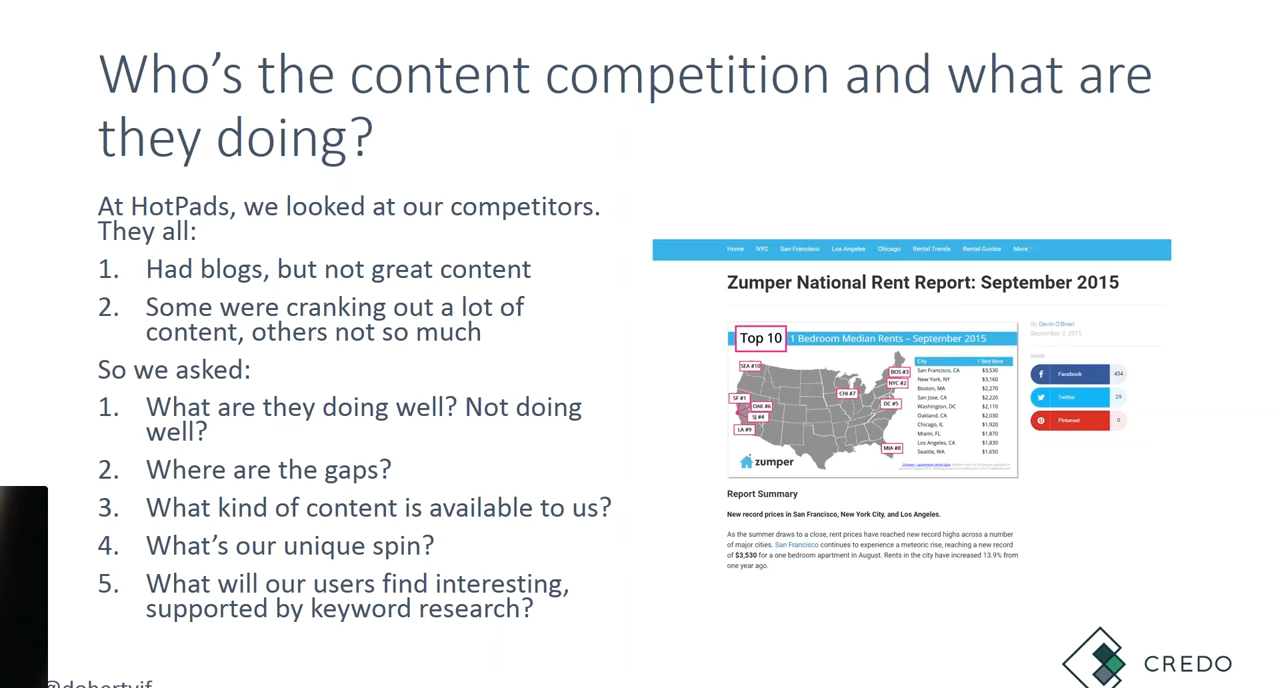 Who's the content competition and what are
they doing?
At HotPads, we looked at our competitors.
They all:
1. Had blogs, but not great content
2. Some were cranking out a lot of
content, others not so much
So we asked:
1. What are they doing well? Not doing
well?
2. Where are the gaps?
3. What kind of content is available to us?
4. What's our unique spin?
5. What will our users find interesting,
supported by keyword research?
Home NYC San Francisco Los Angeles Chicago Rental Trends Rental Guides More
Zumper National Rent Report: September 2015
Top 10 1 Bedroom Median Rents – September 2015
City 1 Bed Rent
San Francisco, CA $3,530
New York, NY $3,160
Boston, MA $2,270
San Jose, CA $2,220
Washington, DC $2,110
Oakland, CA $2,030
Chicago, IL $1,920
Miami, FL $1,870
Los Angeles, CA $1,830
Seattle, WA $1,650
SEA #10
BOS #3
NYC #2
CHI #7
SF #1
OAK #6
DC #5
SJ #4
LA #9
MIA #8
zumper
By Devin O'Brien
September 2, 2015
SHARE
Facebook 454
Twitter 29
Pinterest 0
Report Summary
New record prices in San Francisco, New York City, and Los Angeles.
As the summer draws to a close, rent prices have reached new record highs across a number
of major cities. San Francisco continues to experience a meteoric rise, reaching a new record
of $3,530 for a one bedroom apartment in August. Rents in the city have increased 13.9% from
one year ago.
CREDO
@dohertyjf